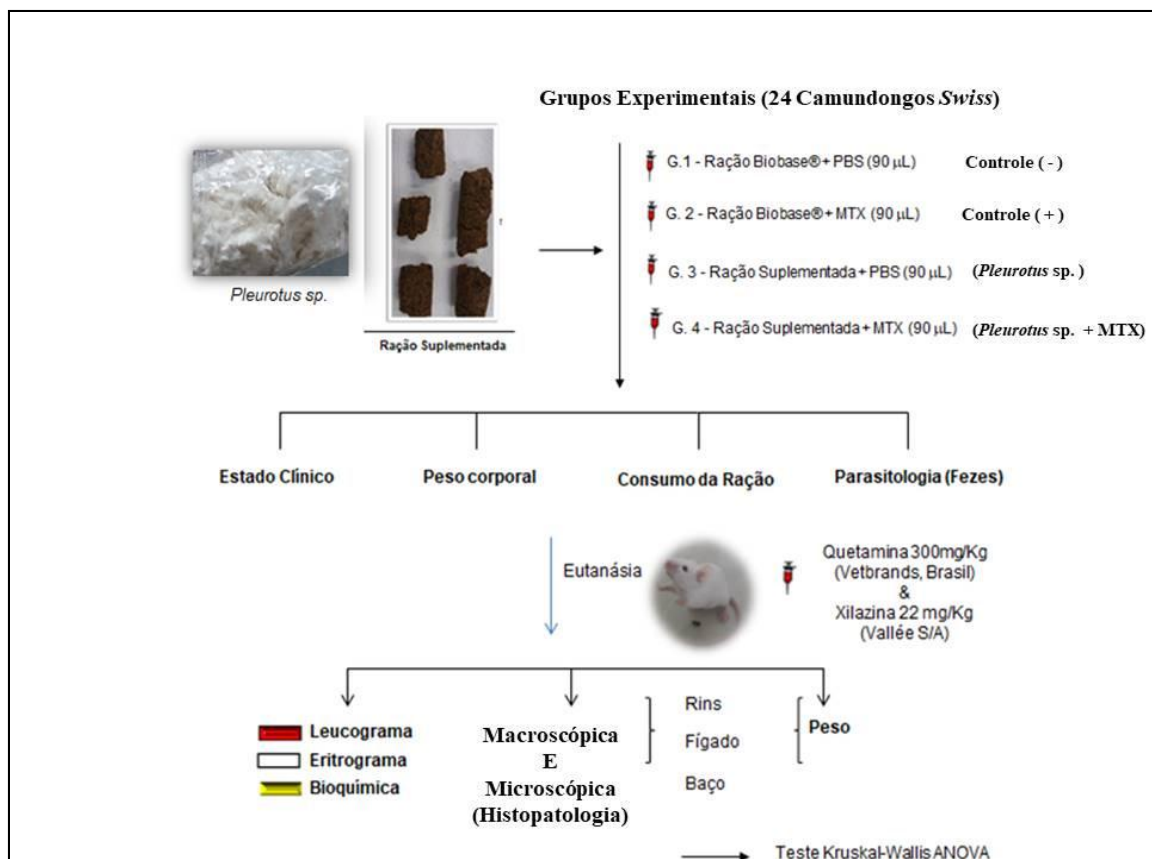 Grupos Experimentais (24 Camundongos Swiss)
G.1 - Ração Biobase® + PBS (90 µL) Controle ( - )
G. 2 - Ração Biobase® + MTX (90 µL) Controle ( + )
G. 3 - Ração Suplementada + PBS (90 µL) (Pleurotus sp. )
G. 4 - Ração Suplementada + MTX (90 µL) (Pleurotus sp. + MTX)
Pleurotus sp.
Ração Suplementada
Estado Clínico Peso corporal Consumo da Ração Parasitologia (Fezes)
Eutanásia
Quetamina 300mg/Kg
(Vetbrands, Brasil)
&
Xilazina 22 mg/Kg
(Vallée S/A)
Leucograma
Eritrograma
Bioquímica
Macroscópica
E
Microscópica
(Histopatologia)
Rins
Fígado
Baço
Peso
Teste Kruskal-Wallis ANOVA